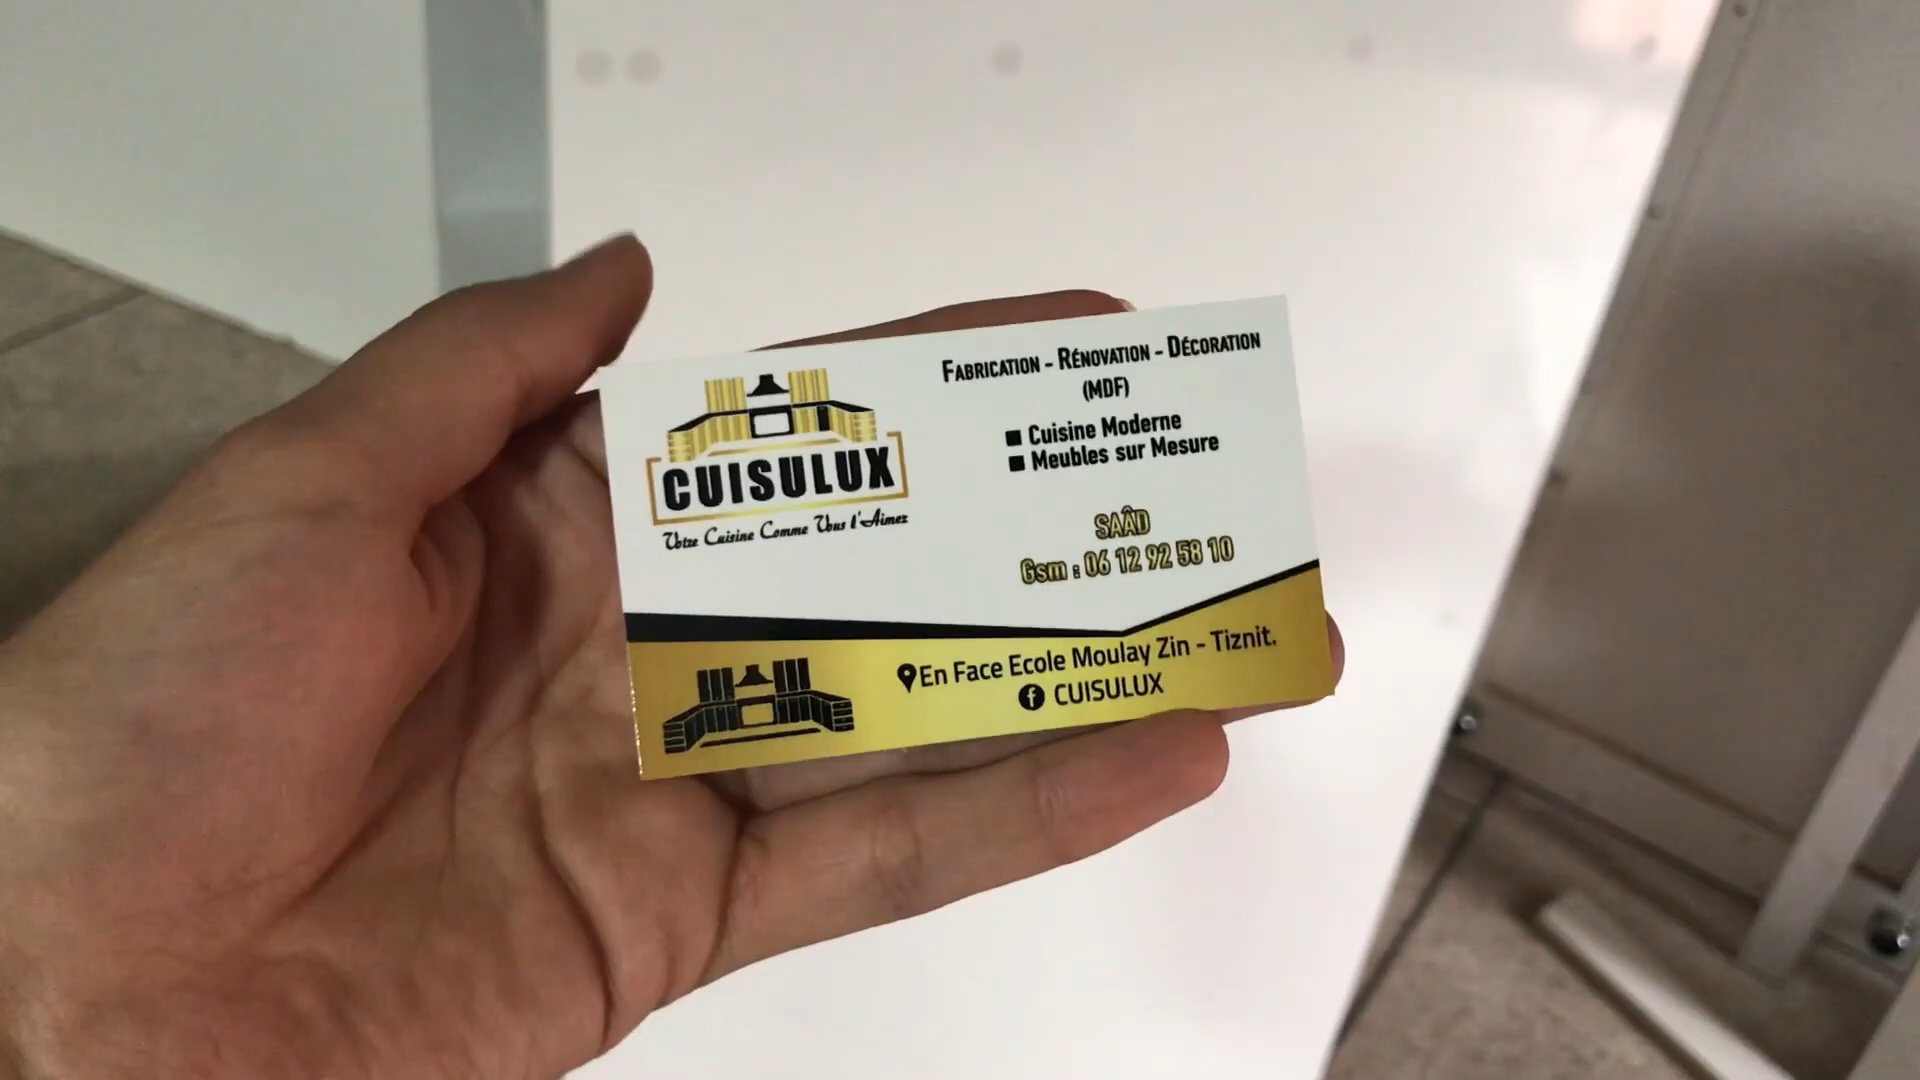 CUISULUX
Votre Cuisine Comme Vous l'Aimez
FABRICATION - RÉNOVATION - DÉCORATION
(MDF)
Cuisine Moderne
Meubles sur Mesure
SAÂD
Gsm : 06 12 92 58 10
En Face Ecole Moulay Zin - Tiznit.
CUISULUX